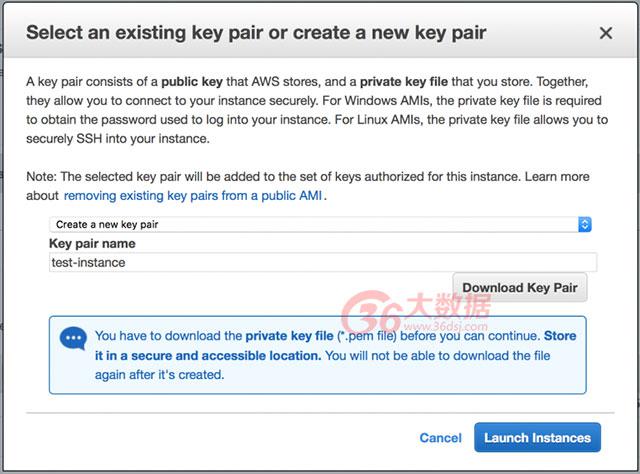 Select an existing key pair or create a new key pair
A key pair consists of a public key that AWS stores, and a private key file that you store. Together,
they allow you to connect to your instance securely. For Windows AMIs, the private key file is required
to obtain the password used to log into your instance. For Linux AMIs, the private key file allows you to
securely SSH into your instance.
Note: The selected key pair will be added to the set of keys authorized for this instance. Learn more
about removing existing key pairs from a public AMI.
Create a new key pair
Key pair name
test-instance
Download Key Pair
36大数据
www.36dsj.com
You have to download the private key file (*.pem file) before you can continue. Store
it in a secure and accessible location. You will not be able to download the file
again after it's created.
Cancel
Launch Instances